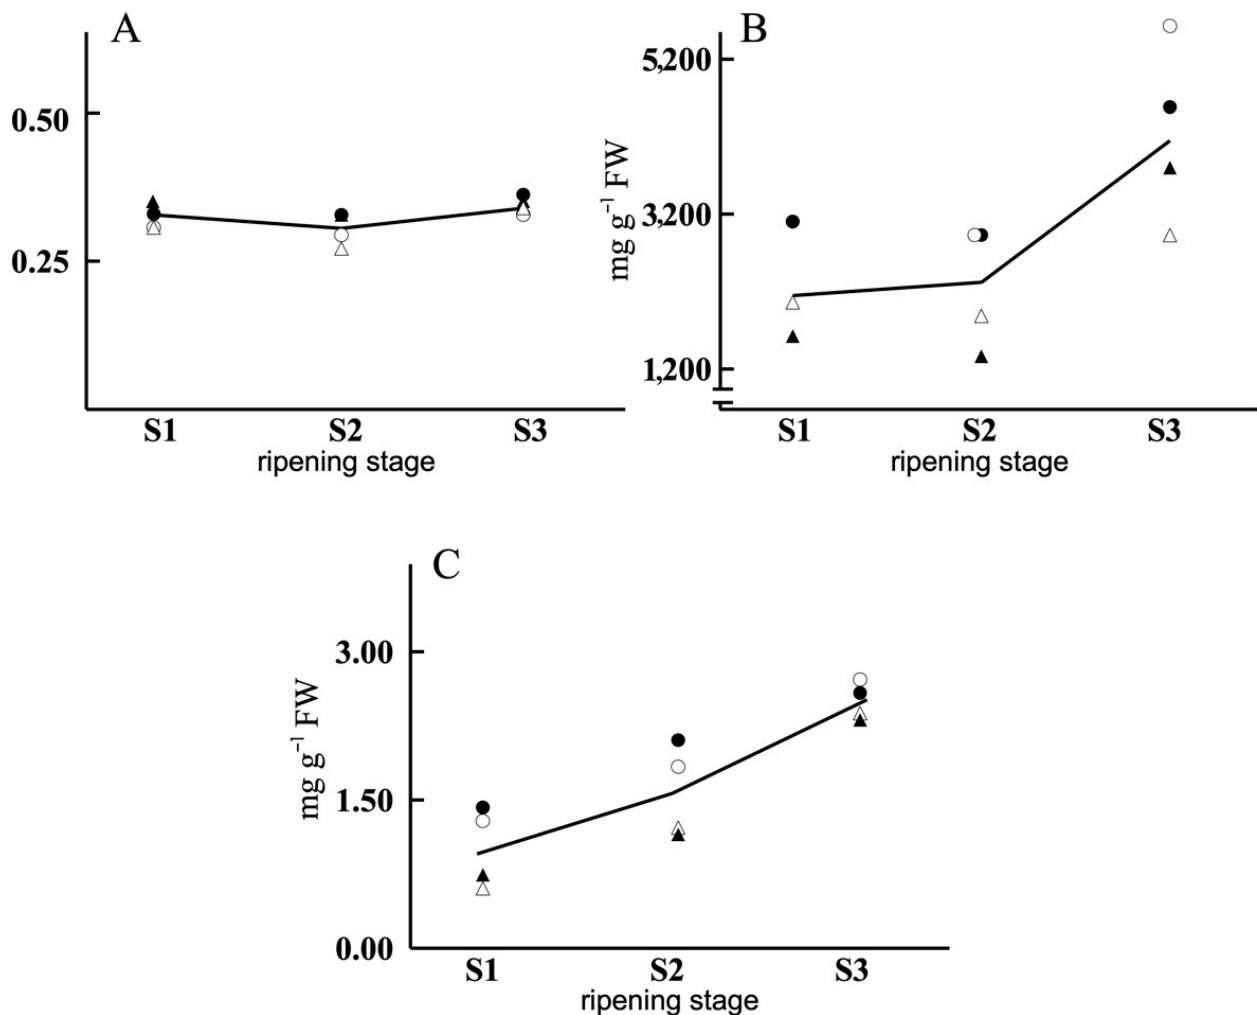 A
0.50
0.25
S1 S2 S3
ripening stage
B
5,200
3,200
1,200
mg g⁻¹ FW
S1 S2 S3
ripening stage
C
3.00
1.50
0.00
mg g⁻¹ FW
S1 S2 S3
ripening stage